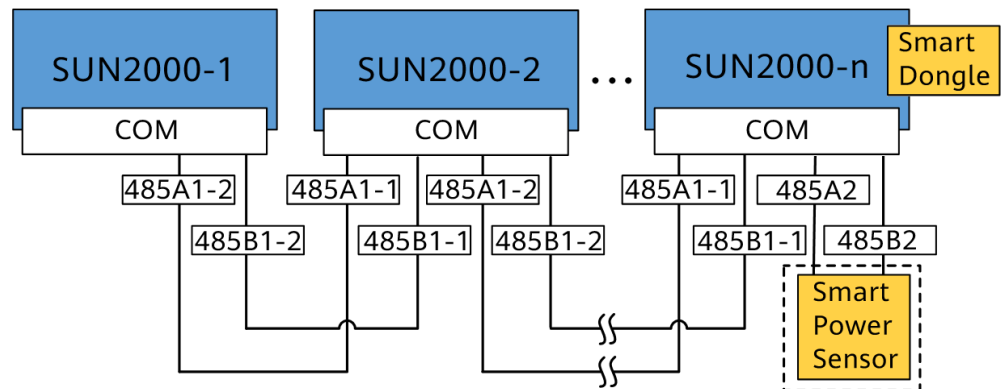 SUN2000-1
SUN2000-2
...
SUN2000-n
Smart
Dongle
COM
COM
COM
485A1-2
485A1-1
485A1-2
485A1-1
485A2
485B1-2
485B1-1
485B1-2
485B1-1
485B2
Smart
Power
Sensor